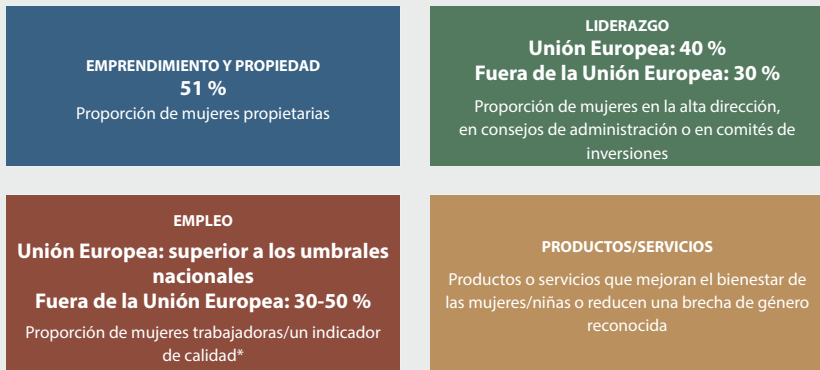 EMPRENDIMIENTO Y PROPIEDAD
51 %
Proporción de mujeres propietarias
LIDERAZGO
Unión Europea: 40 %
Fuera de la Unión Europea: 30 %
Proporción de mujeres en la alta dirección,
en consejos de administración o en comités de
inversiones
EMPLEO
Unión Europea: superior a los umbrales
nacionales
Fuera de la Unión Europea: 30-50 %
Proporción de mujeres trabajadoras/un indicador
de calidad*
PRODUCTOS/SERVICIOS
Productos o servicios que mejoran el bienestar de
las mujeres/niñas o reducen una brecha de género
reconocida